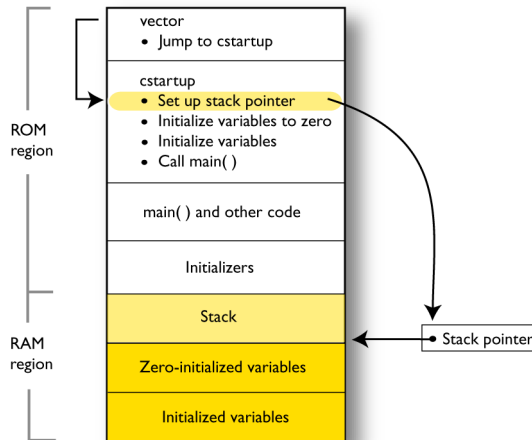 vector
• Jump to cstartup
cstartup
• Set up stack pointer
• Initialize variables to zero
• Initialize variables
• Call main( )
ROM
region
main( ) and other code
Initializers
Stack
RAM
region
Stack pointer
Zero-initialized variables
Initialized variables